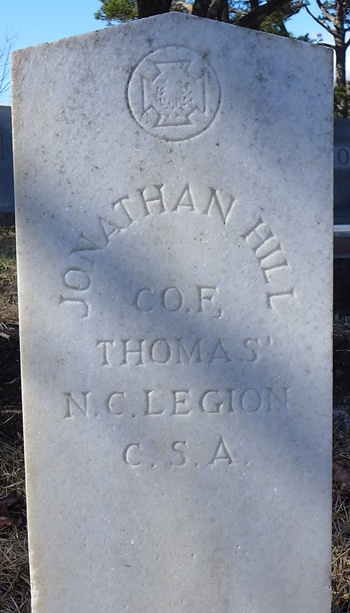 JONATHAN HILL
CO. F,
THOMAS'
N. C. LEGION
C. S. A.